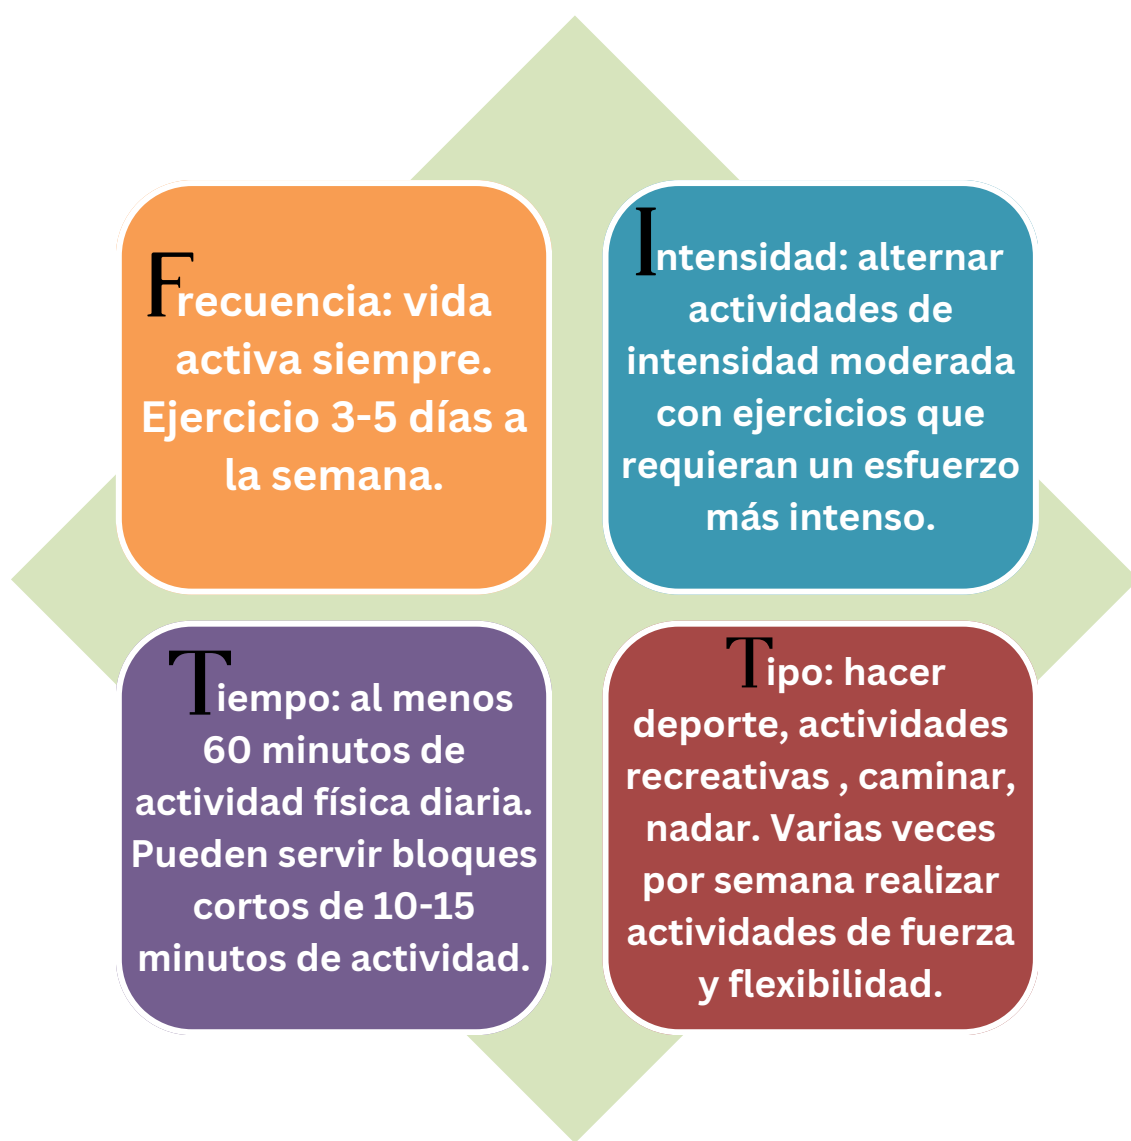 Frecuencia: vida
activa siempre.
Ejercicio 3-5 días a
la semana.
Intensidad: alternar
actividades de
intensidad moderada
con ejercicios que
requieran un esfuerzo
más intenso.
Tiempo: al menos
60 minutos de
actividad física diaria.
Pueden servir bloques
cortos de 10-15
minutos de actividad.
Tipo: hacer
deporte, actividades
recreativas , caminar,
nadar. Varias veces
por semana realizar
actividades de fuerza
y flexibilidad.